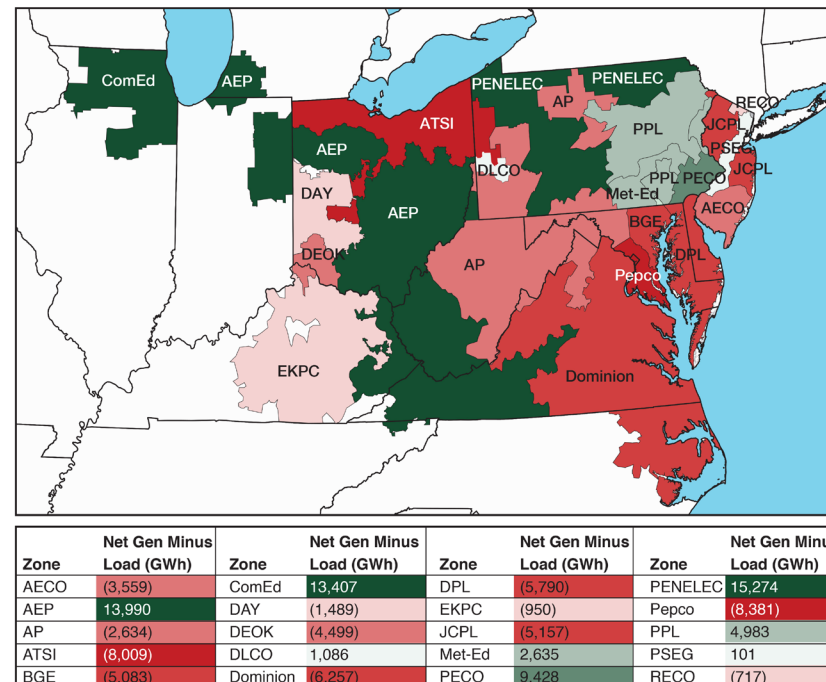 ComEd
AEP
PENELEC
PENELEC
AP
RECO
ATSI
PPL
JCPL
AEP
PSEG
DLCO
JCPL
PPL
PECO
DAY
Met-Ed
AEP
AECO
BGE
DEOK
DPL
AP
Pepco
EKPC
Dominion
Net Gen Minus Net Gen Minus Net Gen Minus Net Gen
Zone Load (GWh) Zone Load (GWh) Zone Load (GWh) Zone Load (GWh)
AECO (3,559) ComEd 13,407 DPL (5,790) PENELEC 15,274
AEP 13,990 DAY (1,489) EKPC (950) Pepco (8,381)
AP (2,634) DEOK (4,499) JCPL (5,157) PPL 4,983
ATSI (8,009) DLCO 1,086 Met-Ed 2,635 PSEG 101
BGE (5,083) Dominion (6,257) PECO 9,428 RECO (717)